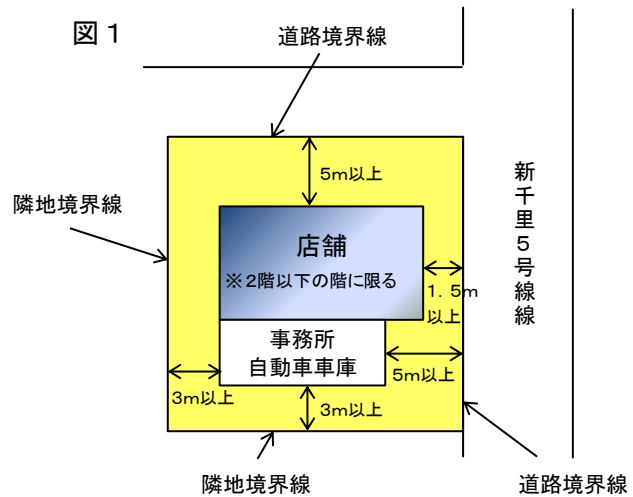 図1
道路境界線
5m以上
新千里5号線線
隣地境界線
店舗
※2階以下の階に限る
1.5m
以上
事務所
自動車車庫
5m以上
3m以上
3m以上
隣地境界線
道路境界線